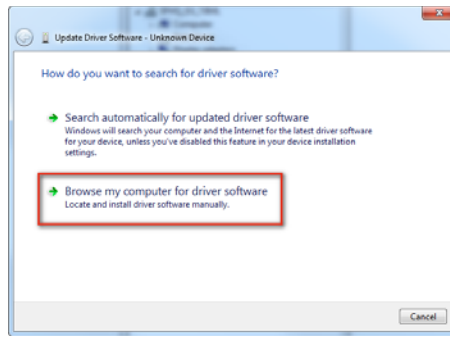 Update Driver Software - Unknown Device
How do you want to search for driver software?
Search automatically for updated driver software
Windows will search your computer and the Internet for the latest driver software
for your device, unless you've disabled this feature in your device installation
settings.
Browse my computer for driver software
Locate and install driver software manually.
Cancel